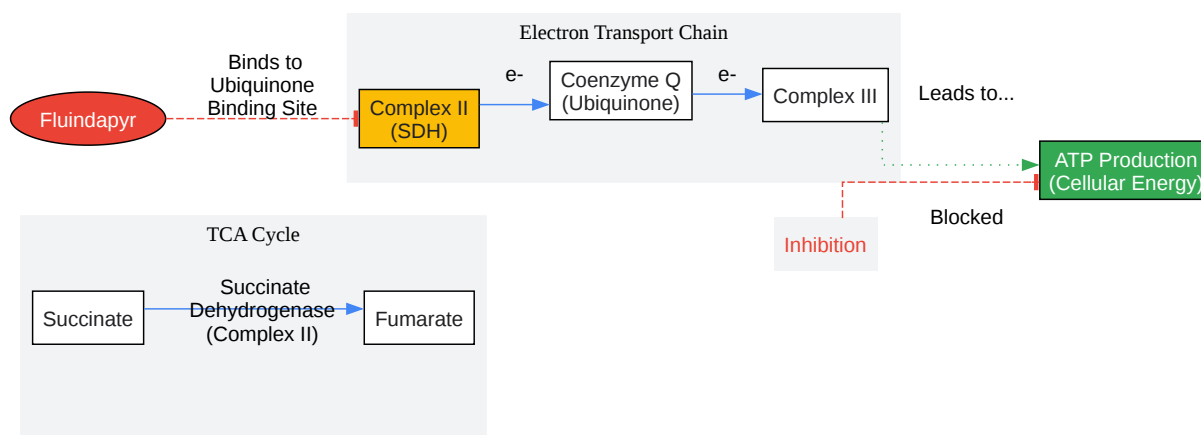 Electron Transport Chain
Binds to
Ubiquinone
Binding Site
Fluindapyr
Complex II
(SDH)
e-
Coenzyme Q
(Ubiquinone)
e-
Complex III
Leads to...
ATP Production
(Cellular Energy)
Blocked
Inhibition
TCA Cycle
Succinate
Succinate
Dehydrogenase
(Complex II)
Fumarate